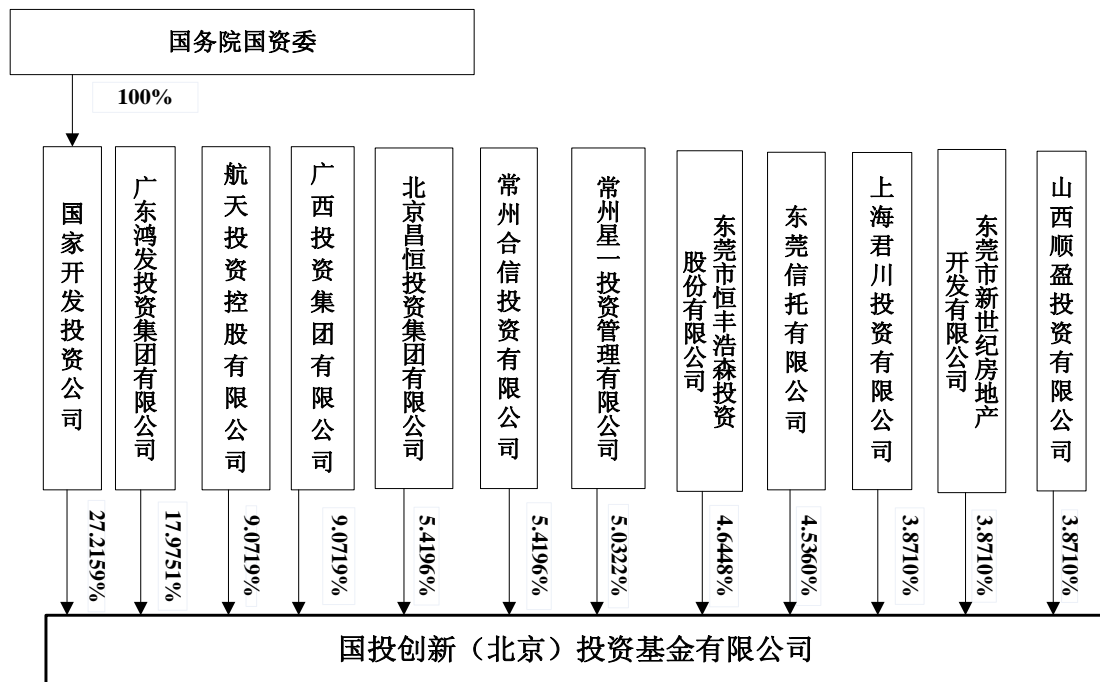 国务院国资委
100%
国家开发投资公司
广东鸿发投资集团有限公司
航天投资控股有限公司
广西投资集团有限公司
北京昌恒投资集团有限公司
常州合信投资有限公司
常州星一投资管理有限公司
东莞市恒丰浩森投资
股份有限公司
东莞信托有限公司
上海君川投资有限公司
东莞市新世纪房地产
开发有限公司
山西顺盈投资有限公司
27.2159%
17.9751%
9.0719%
9.0719%
5.4196%
5.4196%
5.0322%
4.6448%
4.5360%
3.8710%
3.8710%
3.8710%
国投创新（北京）投资基金有限公司